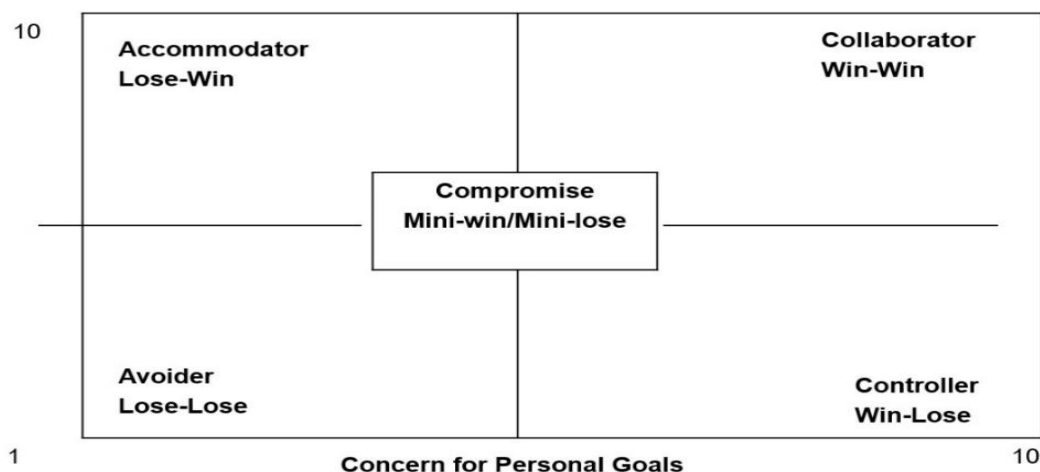 10
Accommodator
Lose-Win
Collaborator
Win-Win
Compromise
Mini-win/Mini-lose
Avoider
Lose-Lose
Controller
Win-Lose
1
Concern for Personal Goals
10